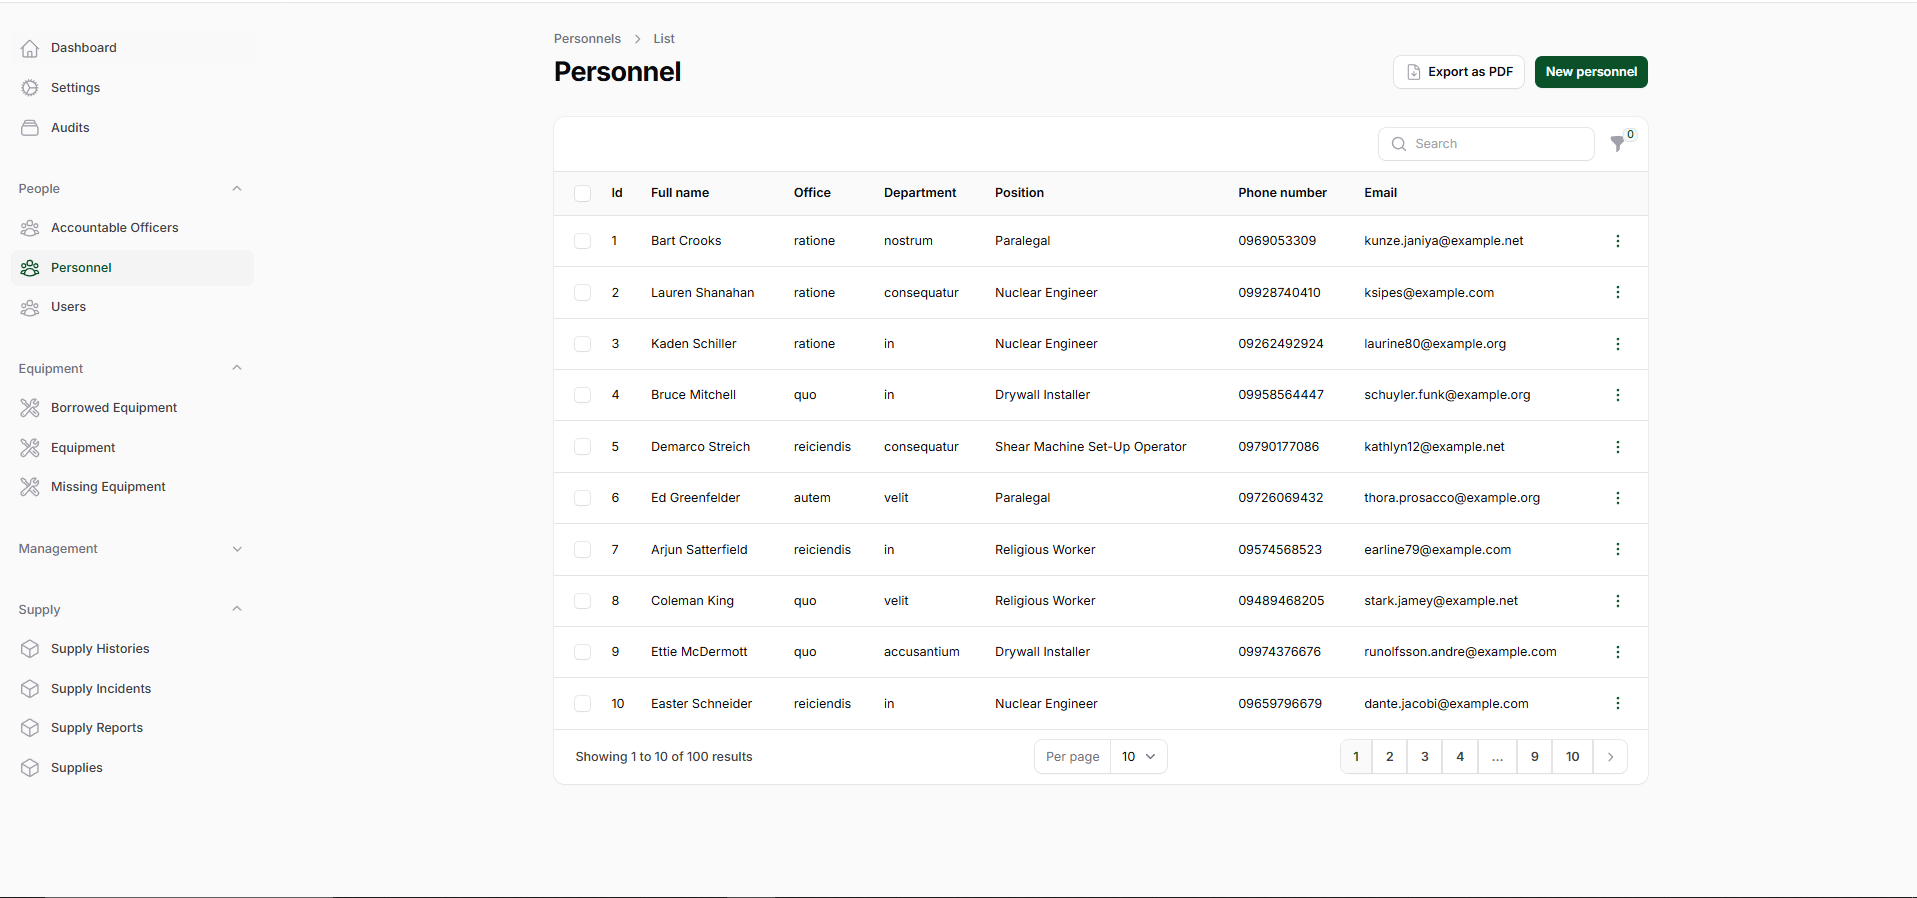 Dashboard
Settings
Audits
People
Accountable Officers
Personnel
Users
Equipment
Borrowed Equipment
Equipment
Missing Equipment
Management
Supply
Supply Histories
Supply Incidents
Supply Reports
Supplies
Personnels > List
Personnel
Export as PDF New personnel
Search 0
Id Full name Office Department Position Phone number Email
1 Bart Crooks ratione nostrum Paralegal 0969053309 kunze.janiya@example.net
2 Lauren Shanahan ratione consequatur Nuclear Engineer 09928740410 ksipes@example.com
3 Kaden Schiller ratione in Nuclear Engineer 09262492924 laurine80@example.org
4 Bruce Mitchell quo in Drywall Installer 09958564447 schuyler.funk@example.org
5 Demarco Streich reiciendis consequatur Shear Machine Set-Up Operator 09790177086 kathlyn12@example.net
6 Ed Greenfelder autem velit Paralegal 09726069432 thora.prosacco@example.org
7 Arjun Satterfield reiciendis in Religious Worker 09574568523 earline79@example.com
8 Coleman King quo velit Religious Worker 09489468205 stark.jamey@example.net
9 Ettie McDermott quo accusantium Drywall Installer 09974376676 runolfsson.andre@example.com
10 Easter Schneider reiciendis in Nuclear Engineer 09659796679 dante.jacobi@example.com
Showing 1 to 10 of 100 results Per page 10 1 2 3 4 ... 9 10